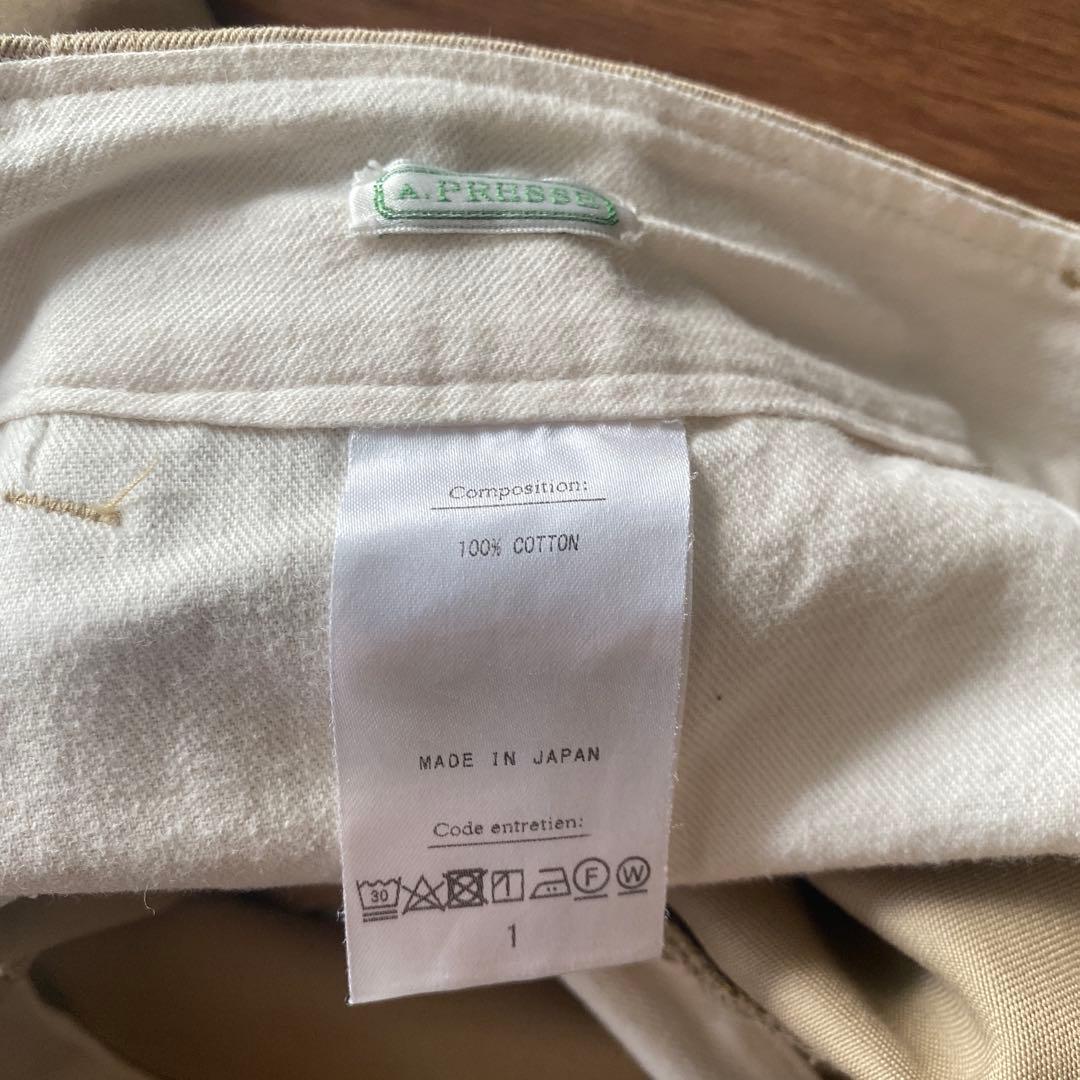 A.PRESSE
Composition:
100% COTTON
MADE IN JAPAN
Code entretien:
30 F W
1